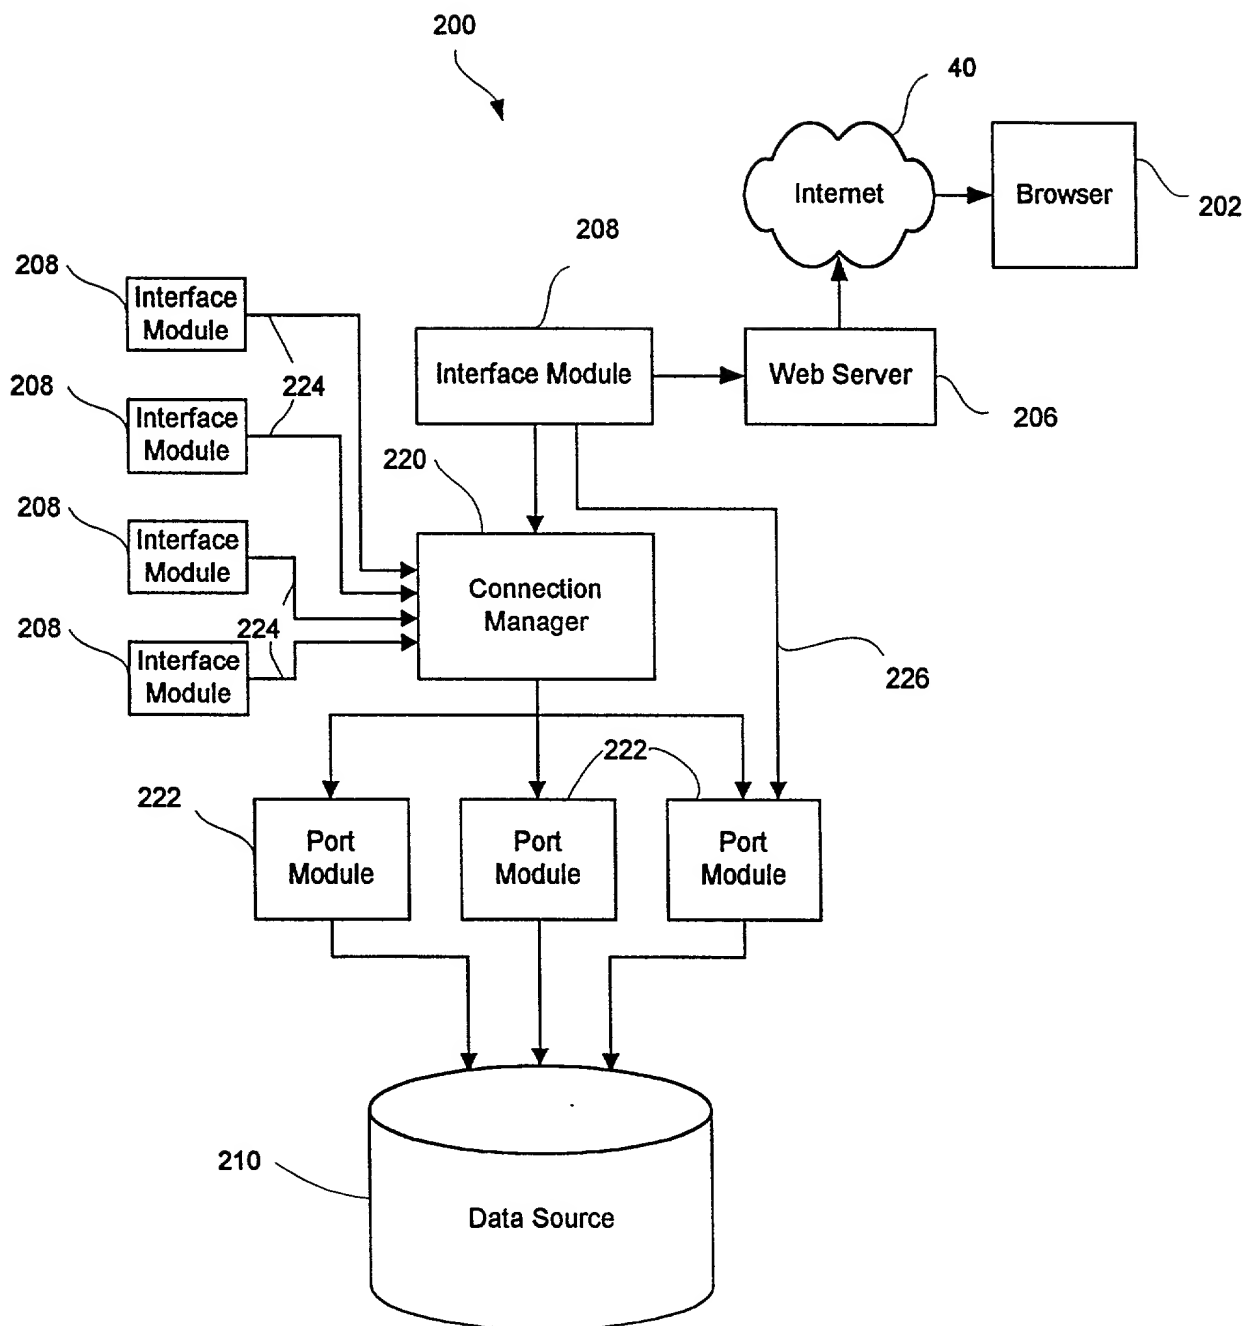 200
40
Internet
Browser
202
208
208
Interface
Module
Interface Module
Web Server
206
208
Interface
Module
224
220
208
Interface
Module
Connection
Manager
224
208
Interface
Module
226
222
222
Port
Module
Port
Module
Port
Module
210
Data Source